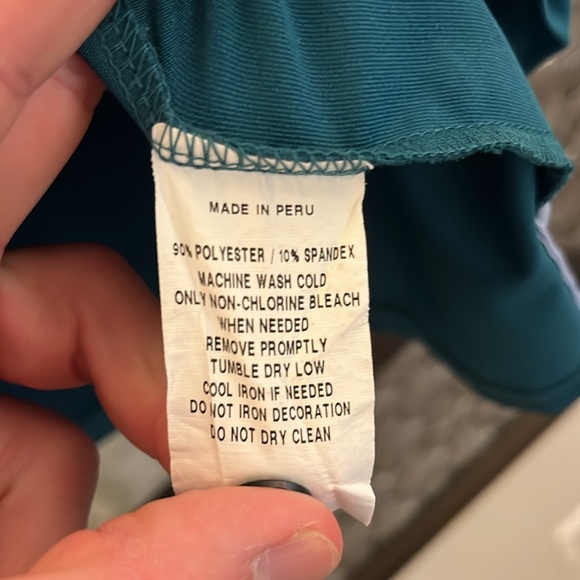 MADE IN PERU
90% POLYESTER / 10% SPANDEX
MACHINE WASH COLD
ONLY NON-CHLORINE BLEACH
WHEN NEEDED
REMOVE PROMPTLY
TUMBLE DRY LOW
COOL IRON IF NEEDED
DO NOT IRON DECORATION
DO NOT DRY CLEAN